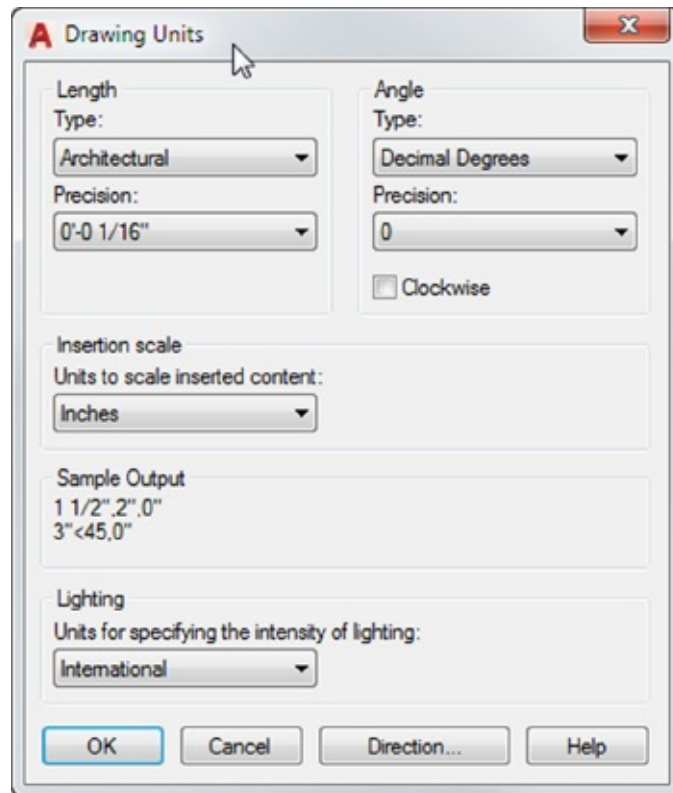 Drawing Units
Length
Type:
Architectural
Precision:
0'-0 1/16"
Angle
Type:
Decimal Degrees
Precision:
0
Clockwise
Insertion scale
Units to scale inserted content:
Inches
Sample Output
1 1/2",2",0"
3"<45,0"
Lighting
Units for specifying the intensity of lighting:
International
OK Cancel Direction... Help